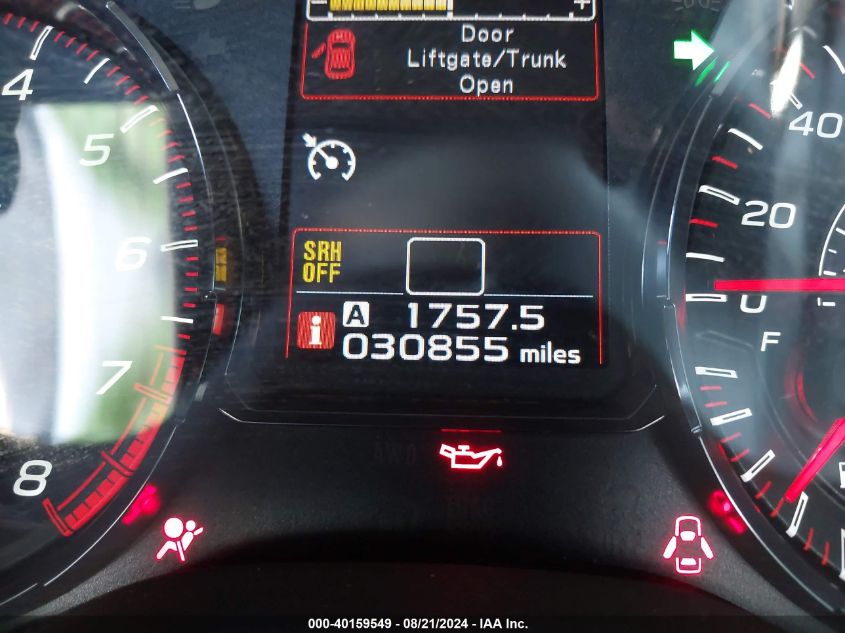 - +
Door
Liftgate/Trunk
Open
4
5
6
7
8
40
20
0
F
SRH
OFF
i A 1757.5
030855 miles
000-40159549 - 08/21/2024 - IAA Inc.